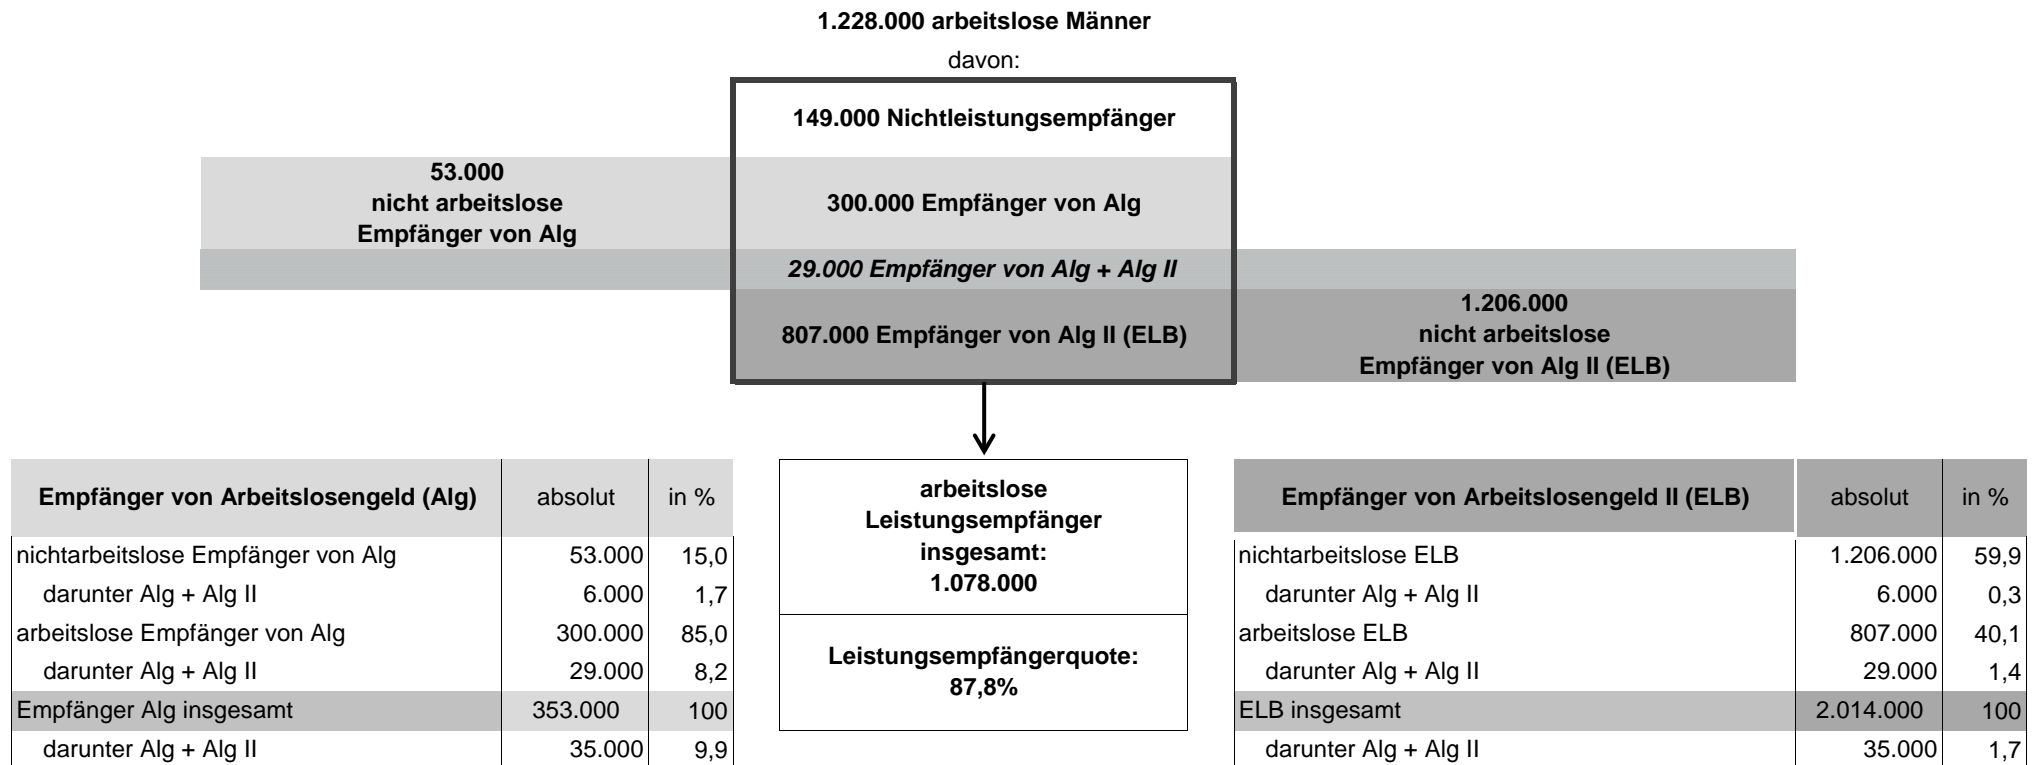 1.228.000 arbeitslose Männer
davon:
149.000 Nichtleistungsempfänger
53.000
nicht arbeitslose
Empfänger von Alg
300.000 Empfänger von Alg
29.000 Empfänger von Alg + Alg II
807.000 Empfänger von Alg II (ELB)
1.206.000
nicht arbeitslose
Empfänger von Alg II (ELB)
Empfänger von Arbeitslosengeld (Alg) absolut in %
nichtarbeitslose Empfänger von Alg 53.000 15,0
darunter Alg + Alg II 6.000 1,7
arbeitslose Empfänger von Alg 300.000 85,0
darunter Alg + Alg II 29.000 8,2
Empfänger Alg insgesamt 353.000 100
darunter Alg + Alg II 35.000 9,9
arbeitslose
Leistungsempfänger
insgesamt:
1.078.000
Leistungsempfängerquote:
87,8%
Empfänger von Arbeitslosengeld II (ELB) absolut in %
nichtarbeitslose ELB 1.206.000 59,9
darunter Alg + Alg II 6.000 0,3
arbeitslose ELB 807.000 40,1
darunter Alg + Alg II 29.000 1,4
ELB insgesamt 2.014.000 100
darunter Alg + Alg II 35.000 1,7